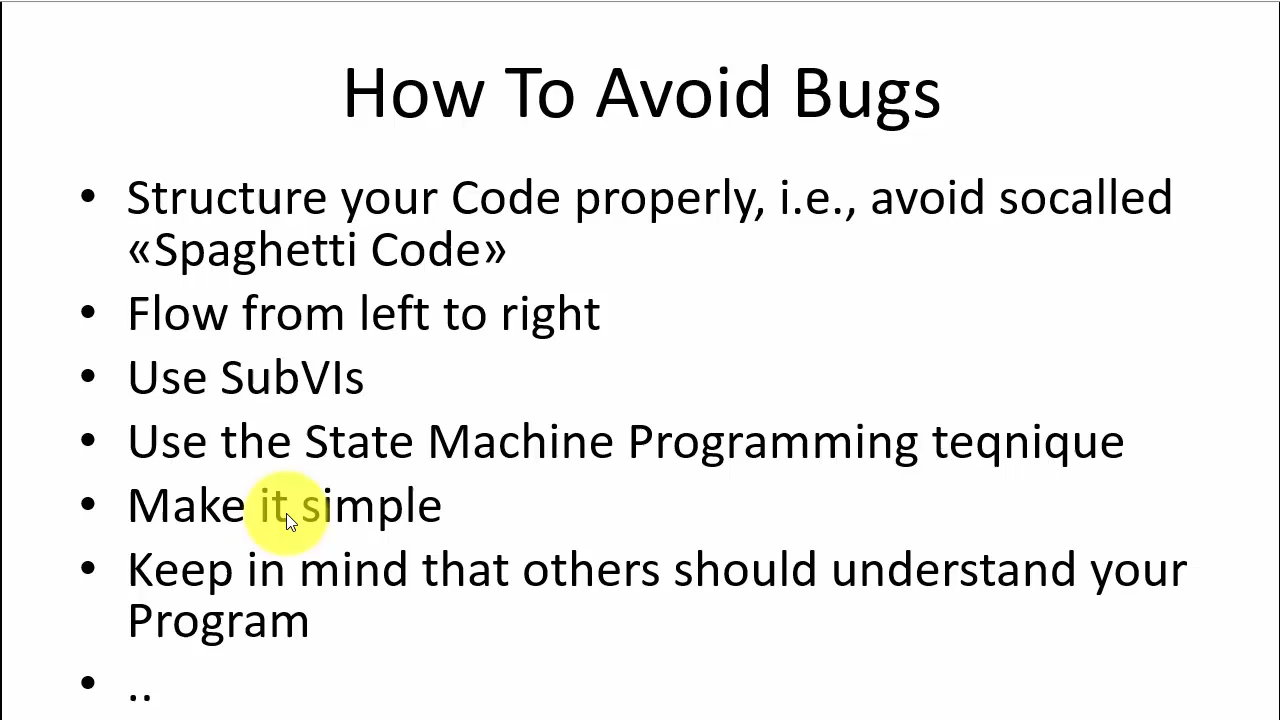 How To Avoid Bugs
• Structure your Code properly, i.e., avoid socalled
«Spaghetti Code»
• Flow from left to right
• Use SubVIs
• Use the State Machine Programming teqnique
• Make it simple
• Keep in mind that others should understand your
Program
• ..